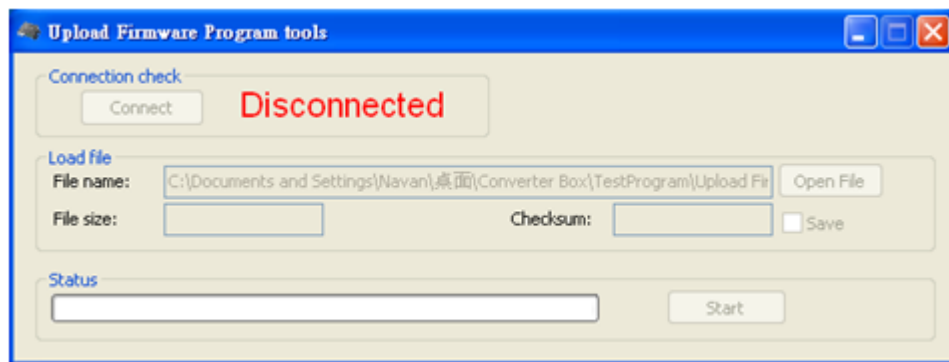 Upload Firmware Program tools
Connection check
Connect Disconnected
Load file
File name: C:\Documents and Settings\Navan\桌面\Converter Box\TestProgram\Upload Fir Open File
File size: Checksum: Save
Status
Start